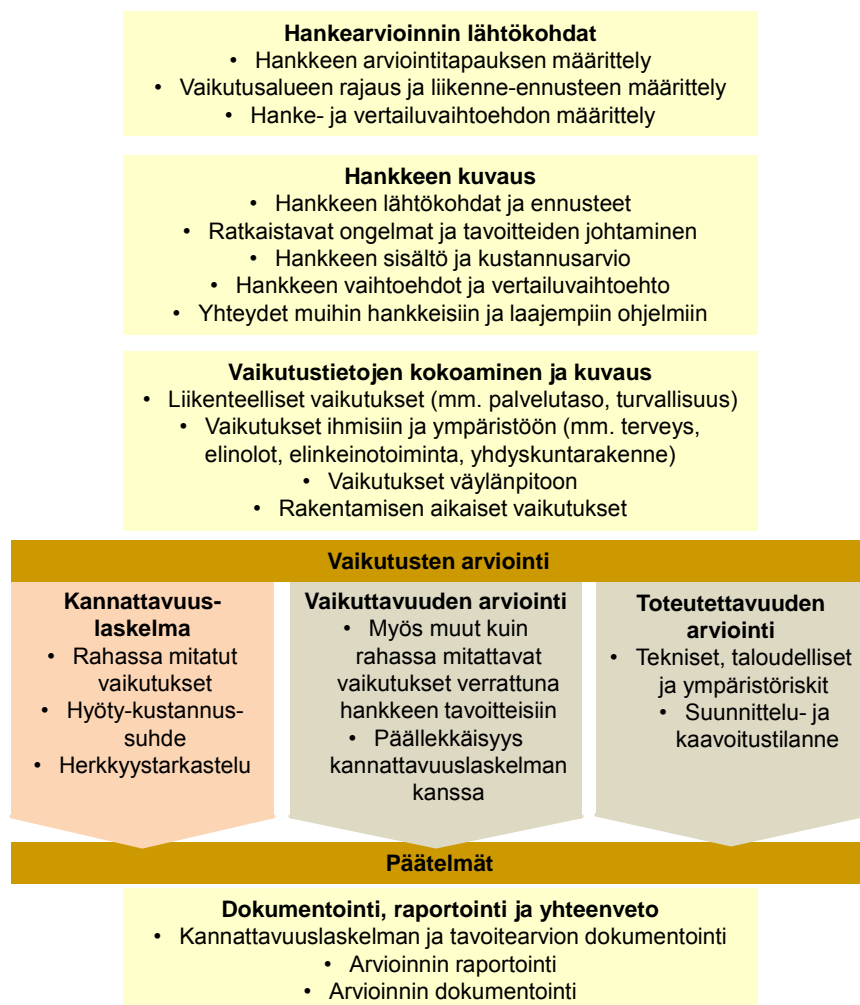 Hankearvioinnin lähtökohdat
• Hankkeen arviointitapauksen määrittely
• Vaikutusalueen rajaus ja liikenne-ennusteen määrittely
• Hanke- ja vertailuvaihtoehdon määrittely
Hankkeen kuvaus
• Hankkeen lähtökohdat ja ennusteet
• Ratkaistavat ongelmat ja tavoitteiden johtaminen
• Hankkeen sisältö ja kustannusarvio
• Hankkeen vaihtoehdot ja vertailuvaihtoehto
• Yhteydet muihin hankkeisiin ja laajempiin ohjelmiin
Vaikutustietojen kokoaminen ja kuvaus
• Liikenteelliset vaikutukset (mm. palvelutaso, turvallisuus)
• Vaikutukset ihmisiin ja ympäristöön (mm. terveys,
elinolot, elinkeinotoiminta, yhdyskuntarakenne)
• Vaikutukset väylänpitoon
• Rakentamisen aikaiset vaikutukset
Vaikutusten arviointi
Kannattavuus-
laskelma
• Rahassa mitatut
vaikutukset
• Hyöty-kustannus-
suhde
• Herkkyystarkastelu
Vaikuttavuuden arviointi
• Myös muut kuin
rahassa mitattavat
vaikutukset verrattuna
hankkeen tavoitteisiin
• Päällekkäisyys
kannattavuuslaskelman
kanssa
Toteutettavuuden
arviointi
• Tekniset, taloudelliset
ja ympäristöriskit
• Suunnittelu- ja
kaavoitustilanne
Päätelmät
Dokumentointi, raportointi ja yhteenveto
• Kannattavuuslaskelman ja tavoitearvion dokumentointi
• Arvioinnin raportointi
• Arvioinnin dokumentointi